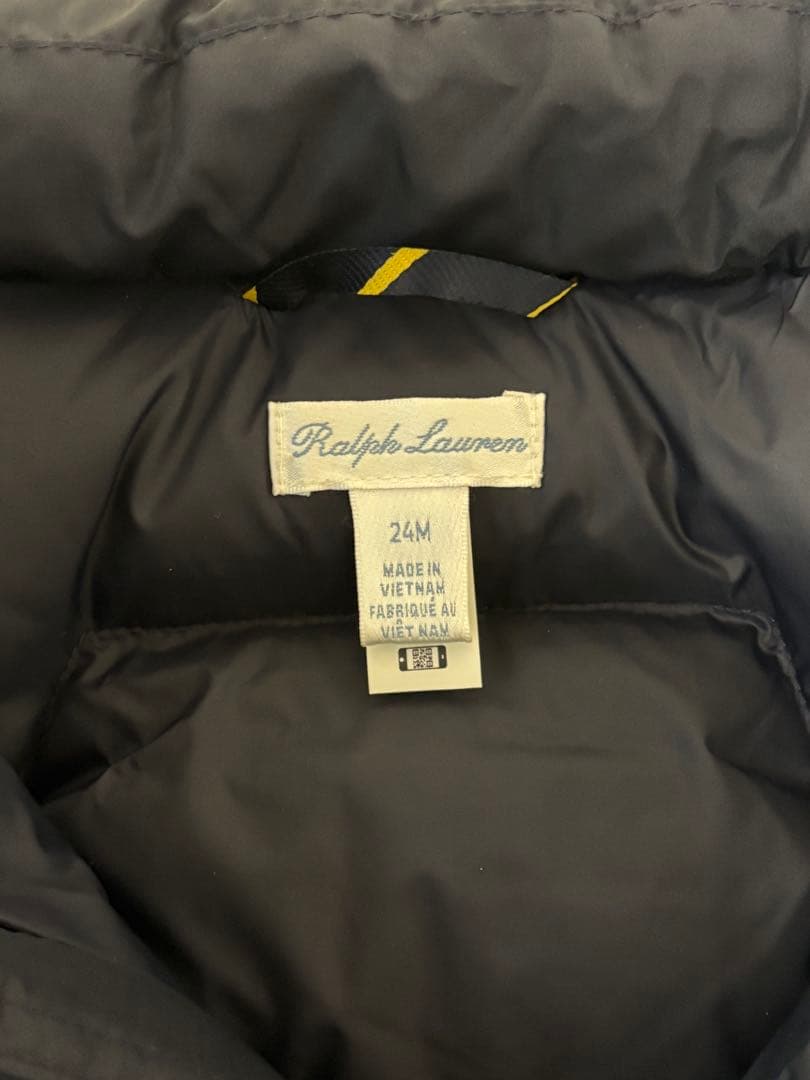 Ralph Lauren
24M
MADE IN
VIETNAM
FABRIQUÉ AU
VIÊT NAM